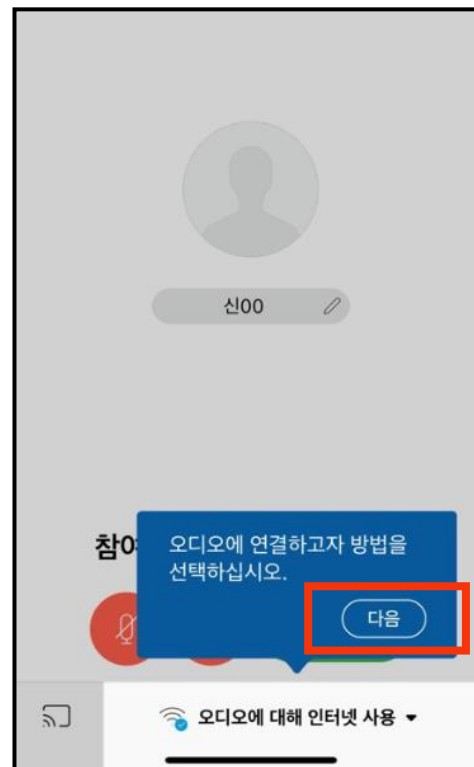 신00
참여
오디오에 연결하고자 방법을
선택하십시오.
다음
오디오에 대해 인터넷 사용